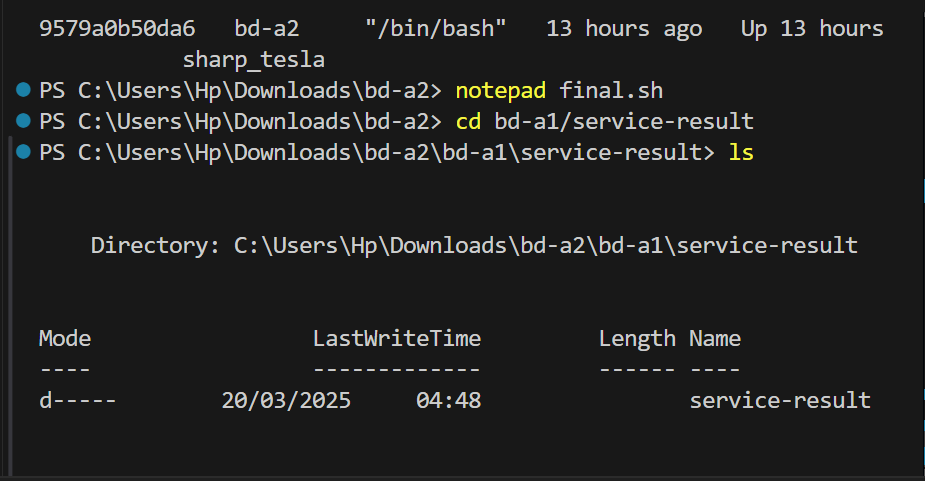 9579a0b50da6   bd-a2     "/bin/bash"   13 hours ago   Up 13 hours
           sharp_tesla
PS C:\Users\Hp\Downloads\bd-a2> notepad final.sh
PS C:\Users\Hp\Downloads\bd-a2> cd bd-a1/service-result
PS C:\Users\Hp\Downloads\bd-a2\bd-a1\service-result> ls
    Directory: C:\Users\Hp\Downloads\bd-a2\bd-a1\service-result
Mode                 LastWriteTime         Length Name
----                 -------------         ------ ----
d-----        20/03/2025     04:48                service-result